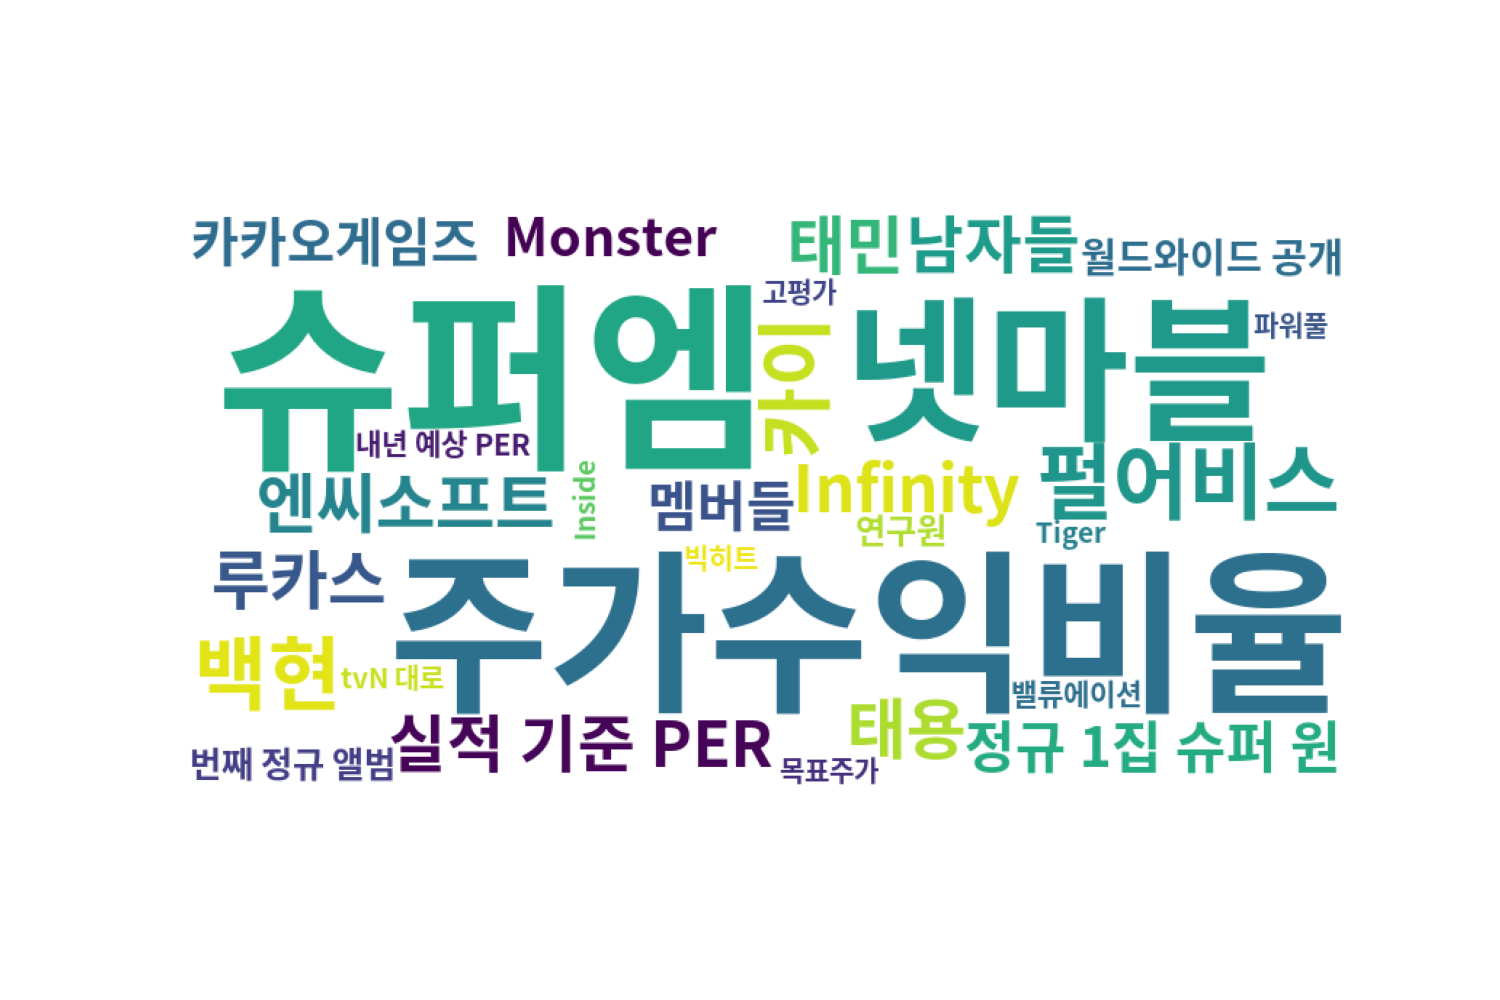 카카오게임즈
Monster
태민
남자들
월드와이드 공개
고평가
슈퍼엠
카이
넷마블
파워풀
내년 예상 PER
엔씨소프트
Inside
멤버들
Infinity
펄어비스
연구원
Tiger
빅히트
루카스
주가수익비율
백현
tvN 대로
밸류에이션
번째 정규 앨범
실적 기준 PER
목표주가
태용
정규 1집 슈퍼 원